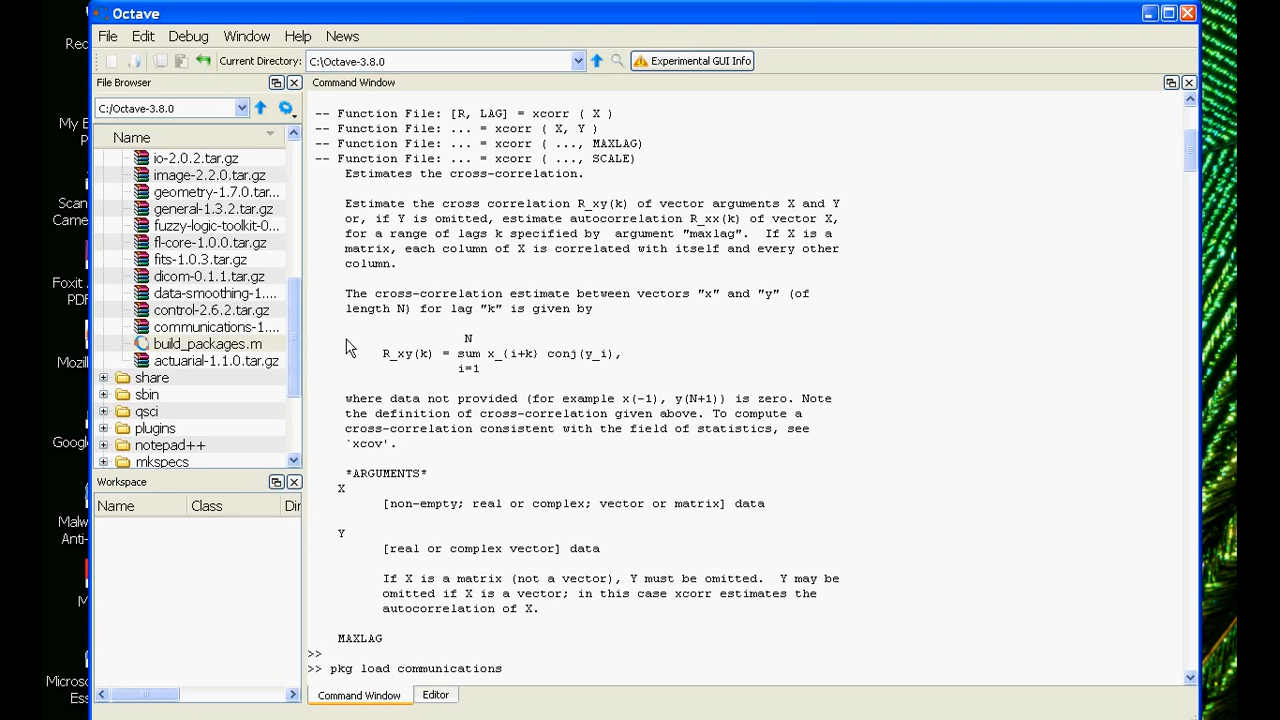 Octave
File Edit Debug Window Help News
Current Directory: C:\Octave-3.8.0 Experimental GUI Info
File Browser
C:/Octave-3.8.0
Name
io-2.0.2.tar.gz
image-2.2.0.tar.gz
geometry-1.7.0.tar...
general-1.3.2.tar.gz
fuzzy-logic-toolkit-0...
fl-core-1.0.0.tar.gz
fits-1.0.3.tar.gz
dicom-0.1.1.tar.gz
data-smoothing-1....
control-2.6.2.tar.gz
communications-1....
build_packages.m
actuarial-1.1.0.tar.gz
share
sbin
qsci
plugins
notepad++
mkspecs
Workspace
Name Class Dir
Command Window
-- Function File: [R, L..] = xcorr ( X )
-- Function File: ... = xcorr ( X, Y )
-- Function File: ... = xcorr ( ..., MAXLAG)
-- Function File: ... = xcorr ( ..., SCALE)
Estimates the cross-correlation.
Estimate the cross correlation R_xy(k) of vector arguments X and Y
or, if Y is omitted, estimate autocorrelation R_xx(k) of vector X,
for a range of lags k specified by argument "maxlag". If X is a
matrix, each column of X is correlated with itself and every other
column.
The cross-correlation estimate between vectors "x" and "y" (of
length N) for lag "k" is given by
N
R_xy(k) = sum x_(i+k) conj(y_i),
i=1
where data not provided (for example x(-1), y(N+1)) is zero. Note
the definition of cross-correlation given above. To compute a
cross-correlation consistent with the field of statistics, see
`xcov'.
*ARGUMENTS*
X
[non-empty; real or complex; vector or matrix] data
Y
[real or complex vector] data
If X is a matrix (not a vector), Y must be omitted. Y may be
omitted if X is a vector; in this case xcorr estimates the
autocorrelation of X.
MAXLAG
>>
>> pkg load communications
Command Window Editor
Rec
My E
P
Scan
Came
Foxit
PDF
Mozil
Google
Malw
Anti-
M
Micros
Ess